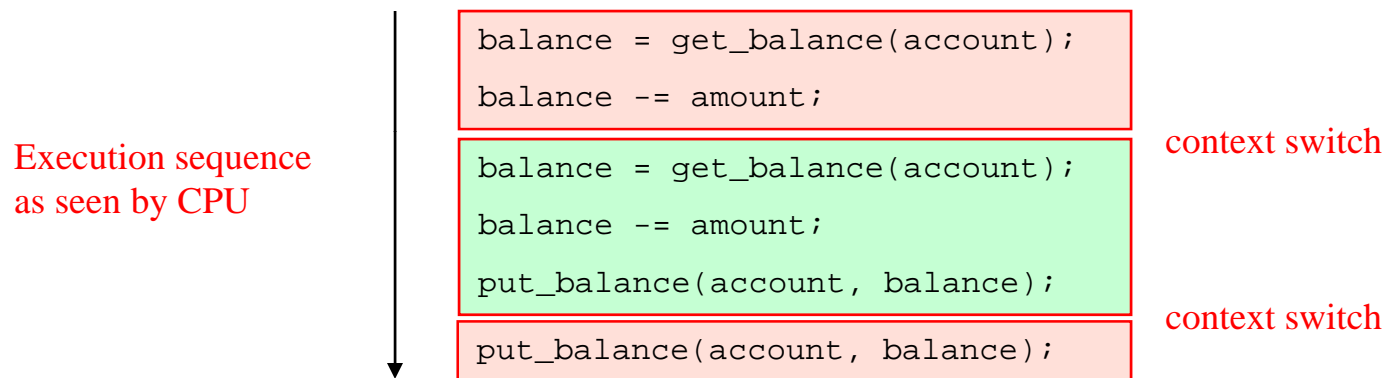 balance = get_balance(account);
balance -= amount;
context switch
Execution sequence
as seen by CPU
balance = get_balance(account);
balance -= amount;
put_balance(account, balance);
context switch
put_balance(account, balance);